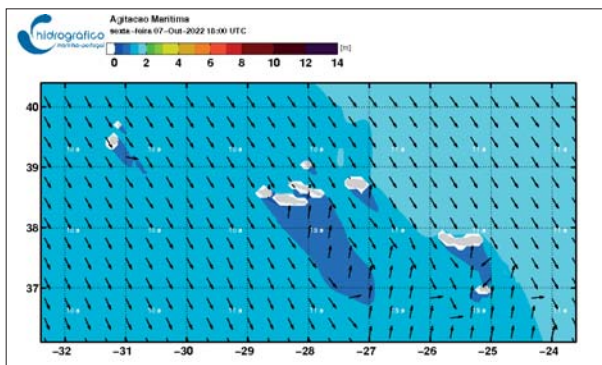 hidrográfico
marinha-portugal
Agitacao Maritima
sexta-feira 07-Out-2022 18:00 UTC
[m]
0 2 4 6 8 10 12 14
40
39
38
37
-32 -31 -30 -29 -28 -27 -26 -25 -24